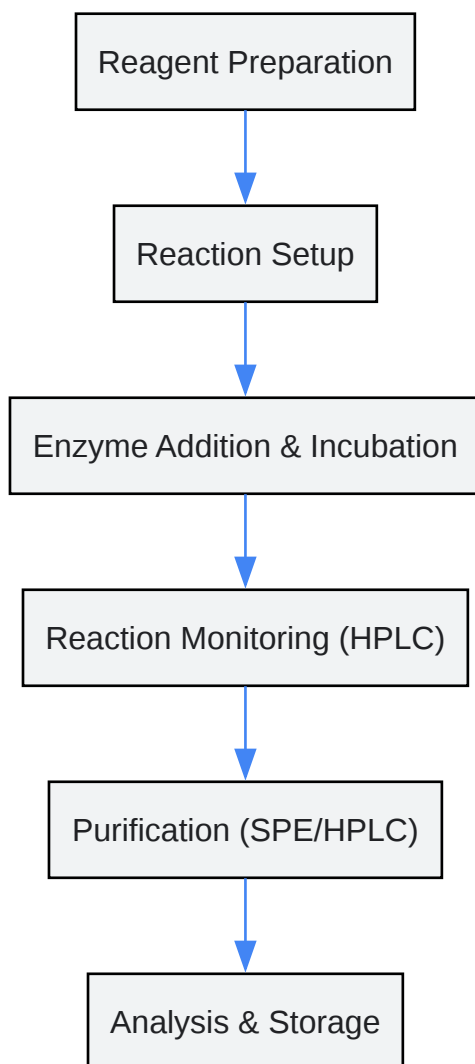 Reagent Preparation
Reaction Setup
Enzyme Addition & Incubation
Reaction Monitoring (HPLC)
Purification (SPE/HPLC)
Analysis & Storage